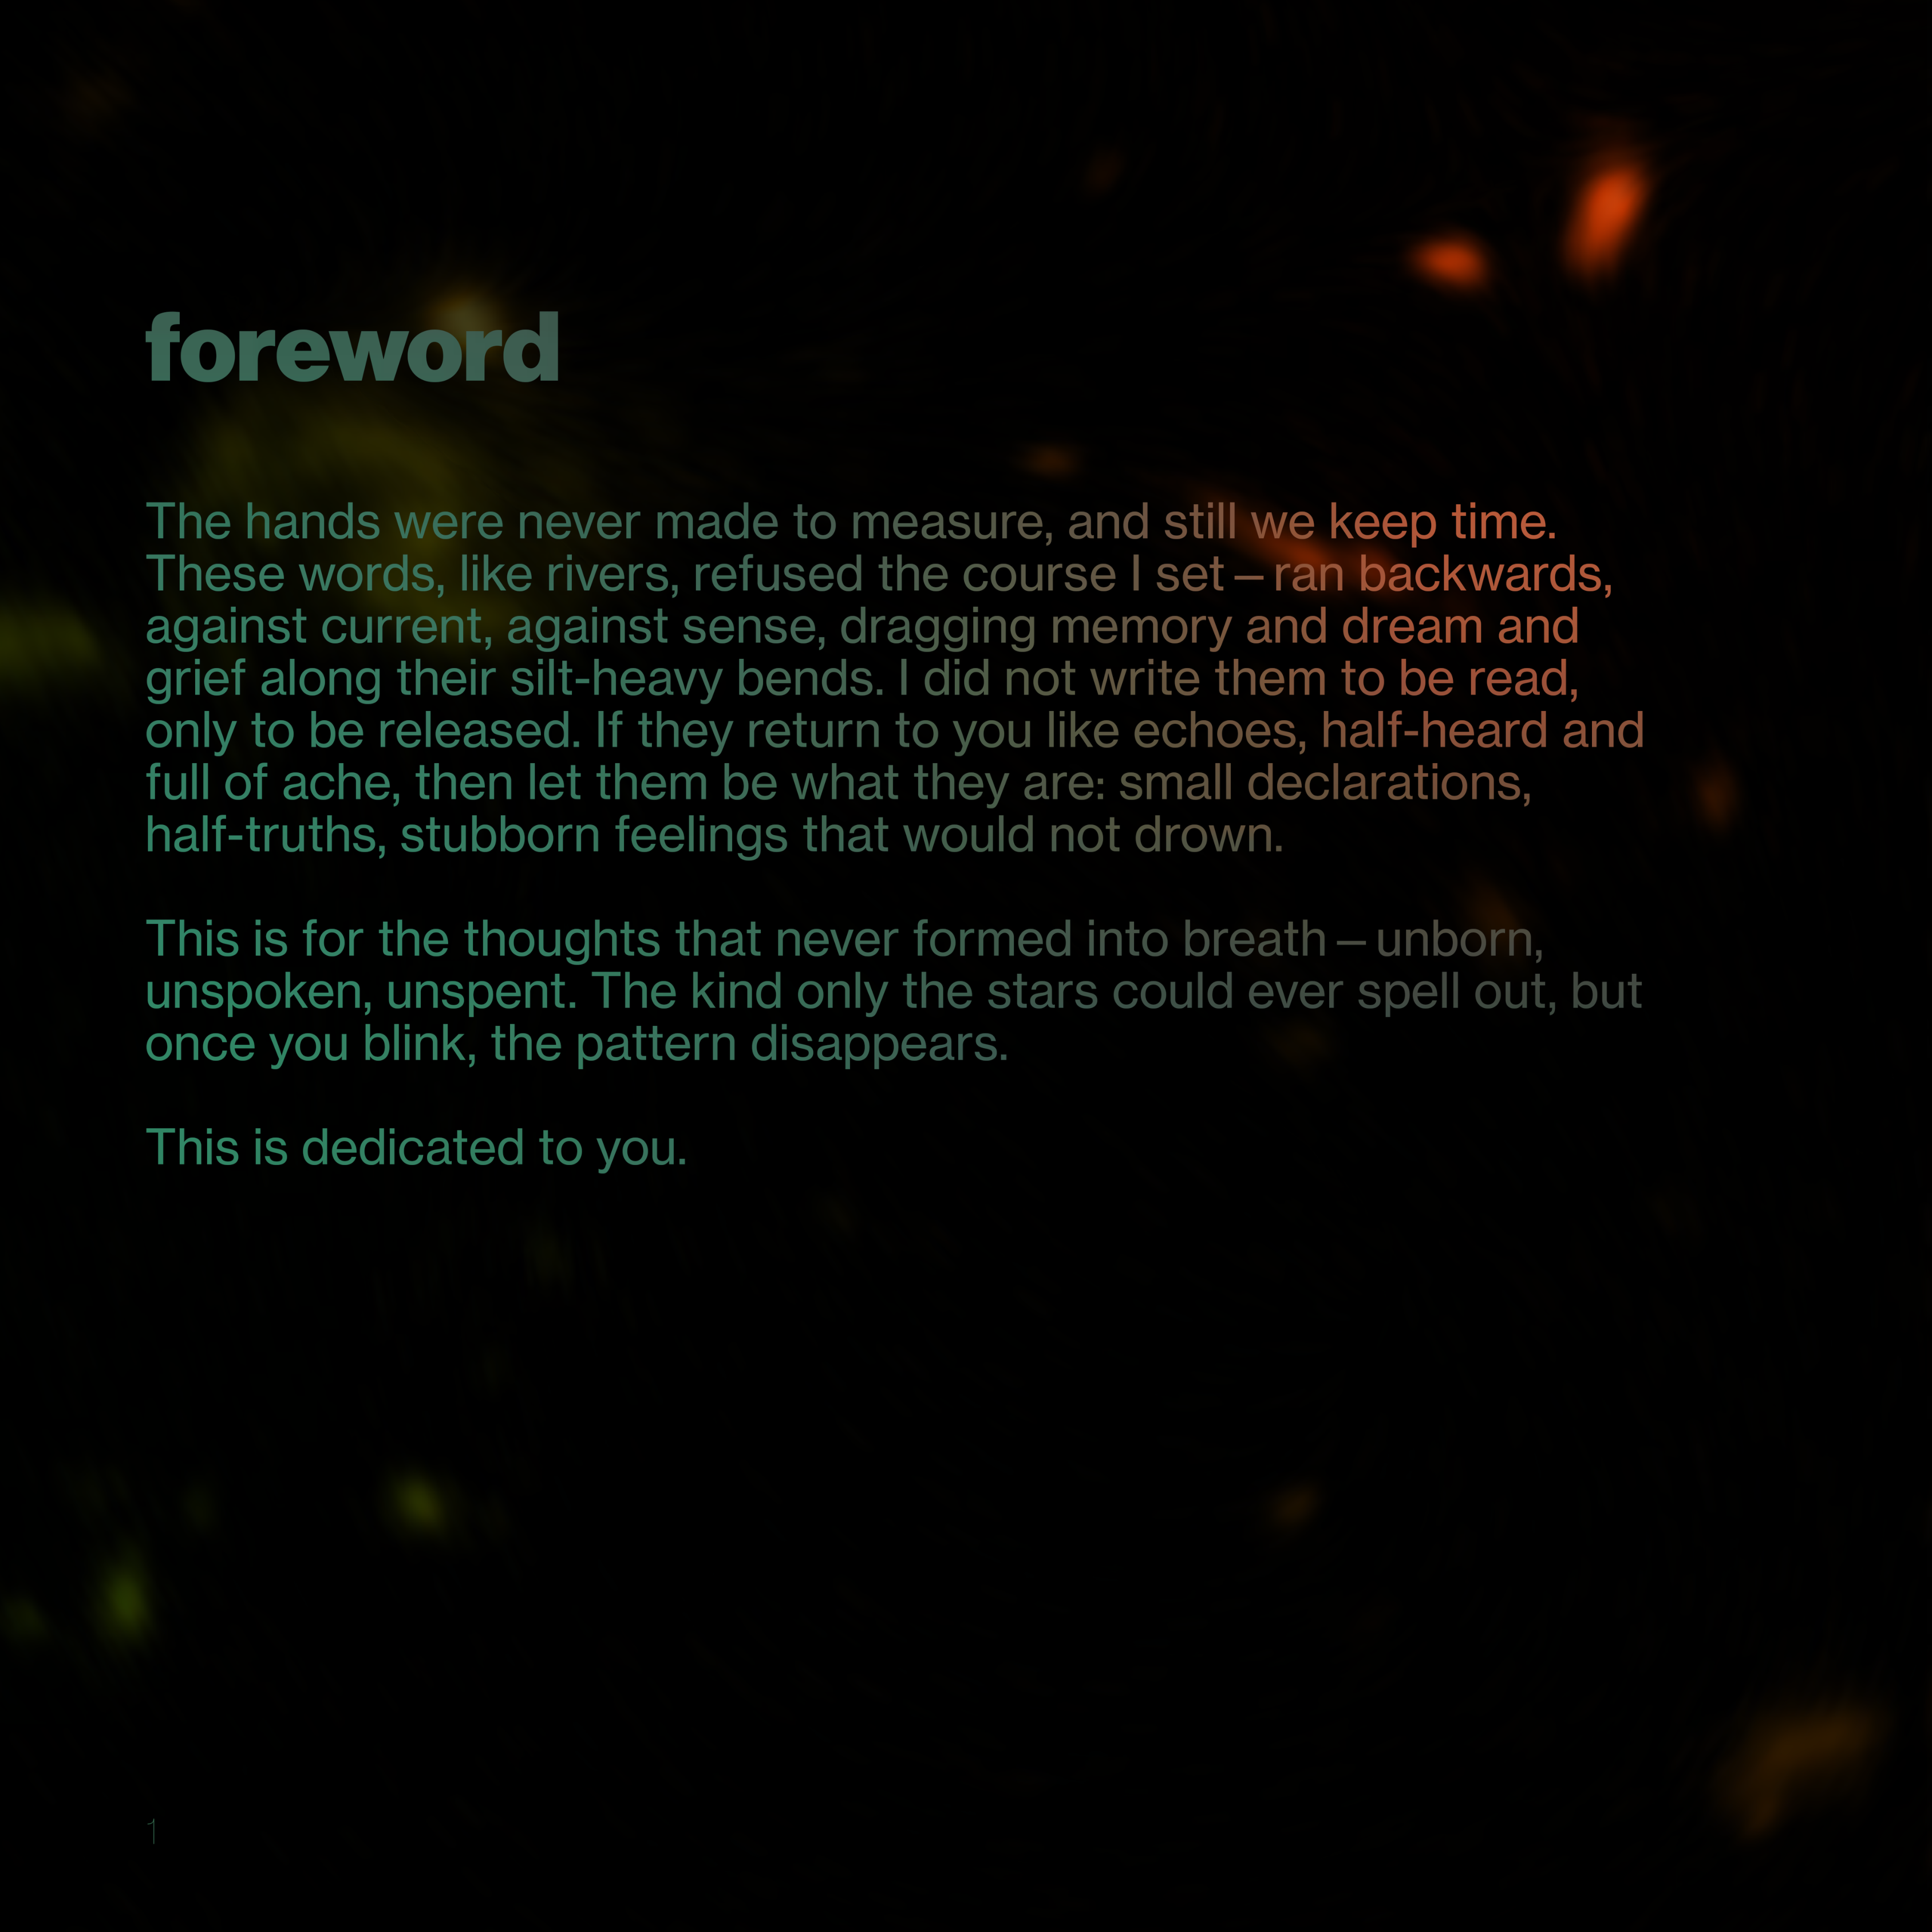 foreword
The hands were never made to measure, and still we keep time.
These words, like rivers, refused the course I set — ran backwards,
against current, against sense, dragging memory and dream and
grief along their silt-heavy bends. I did not write them to be read,
only to be released. If they return to you like echoes, half-heard and
full of ache, then let them be what they are: small declarations,
half-truths, stubborn feelings that would not drown.
This is for the thoughts that never formed into breath — unborn,
unspoken, unspent. The kind only the stars could ever spell out, but
once you blink, the pattern disappears.
This is dedicated to you.
1